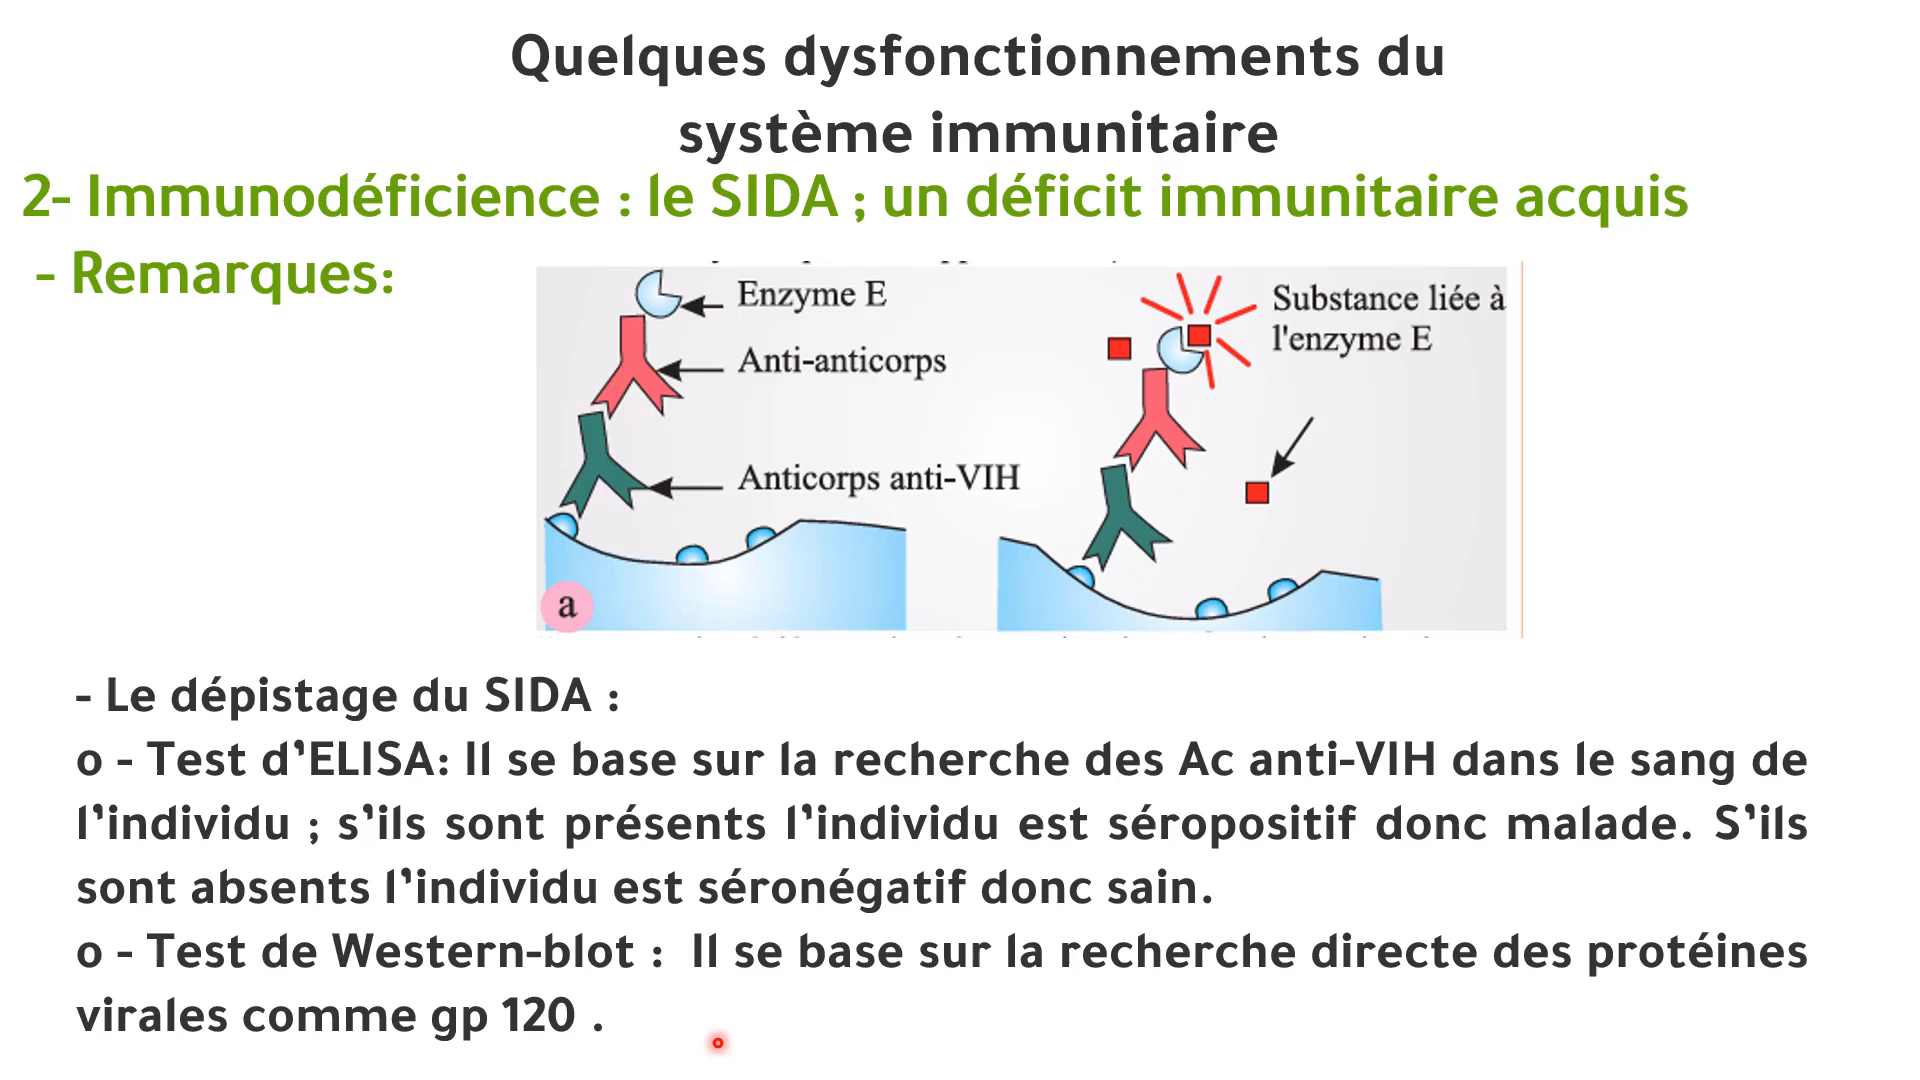 Quelques dysfonctionnements du
système immunitaire
2- Immunodéficience : le SIDA ; un déficit immunitaire acquis
- Remarques:
Enzyme E
Anti-anticorps
Anticorps anti-VIH
a
Substance liée à
l'enzyme E
- Le dépistage du SIDA :
o - Test d’ELISA: Il se base sur la recherche des Ac anti-VIH dans le sang de
l’individu ; s’ils sont présents l’individu est séropositif donc malade. S’ils
sont absents l’individu est séronégatif donc sain.
o - Test de Western-blot : Il se base sur la recherche directe des protéines
virales comme gp 120 .